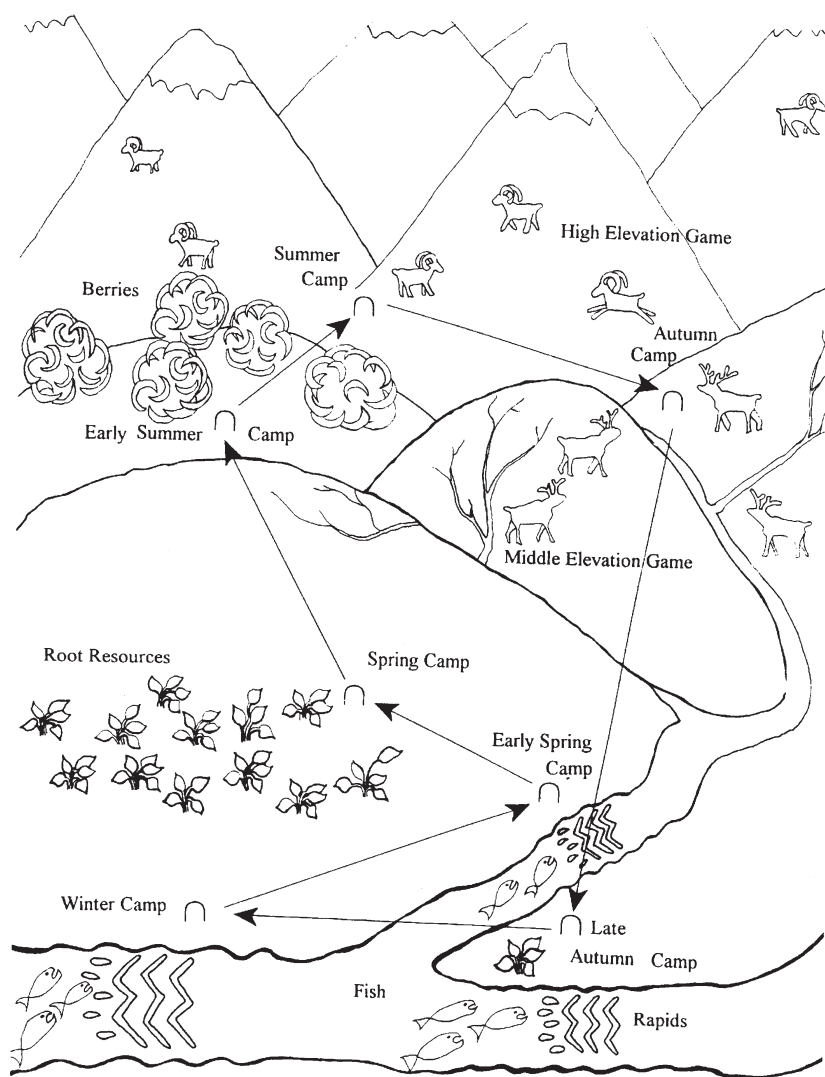 High Elevation Game
Summer
Camp
Berries
Autumn
Camp
Early Summer Camp
Middle Elevation Game
Root Resources
Spring Camp
Early Spring
Camp
Winter Camp
Late
Autumn Camp
Fish
Rapids